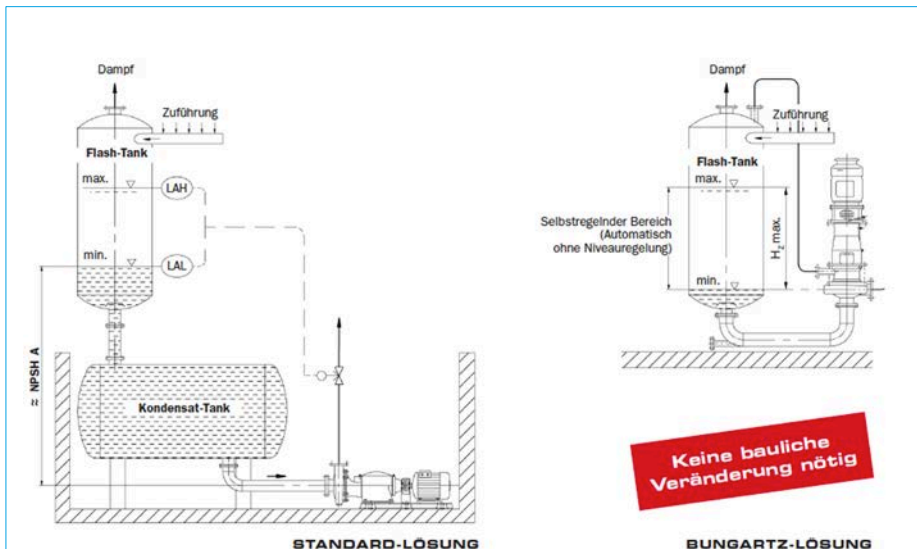 Dampf
Zuführung
Flash-Tank
max.
LAH
min.
LAL
≈ NPSH A
Kondensat-Tank
STANDARD-LÖSUNG
Dampf
Zuführung
Flash-Tank
max.
Selbstregelnder Bereich
(Automatisch
ohne Niveauregelung)
H_z max.
min.
Keine bauliche
Veränderung nötig
BUNGARTZ-LÖSUNG